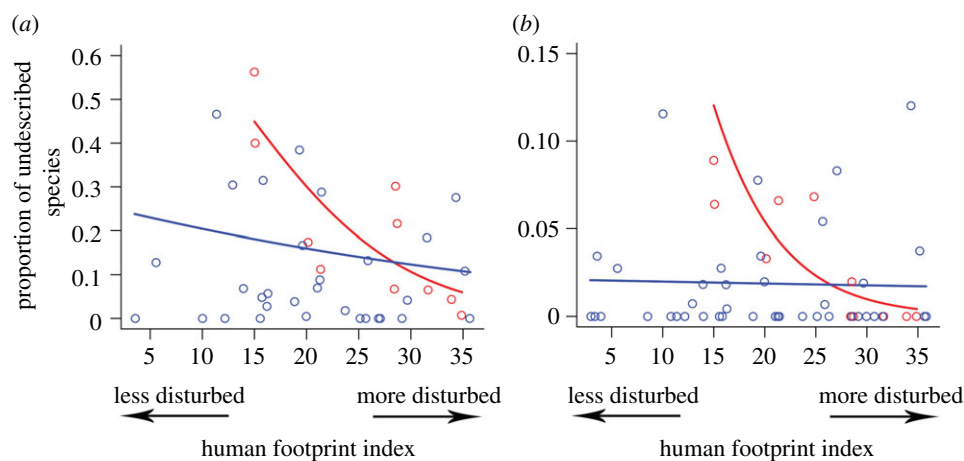 (a)
(b)
proportion of undescribed
species
0.6
0.5
0.4
0.3
0.2
0.1
0
5 10 15 20 25 30 35
less disturbed more disturbed
human footprint index
0.15
0.10
0.05
0
5 10 15 20 25 30 35
less disturbed more disturbed
human footprint index